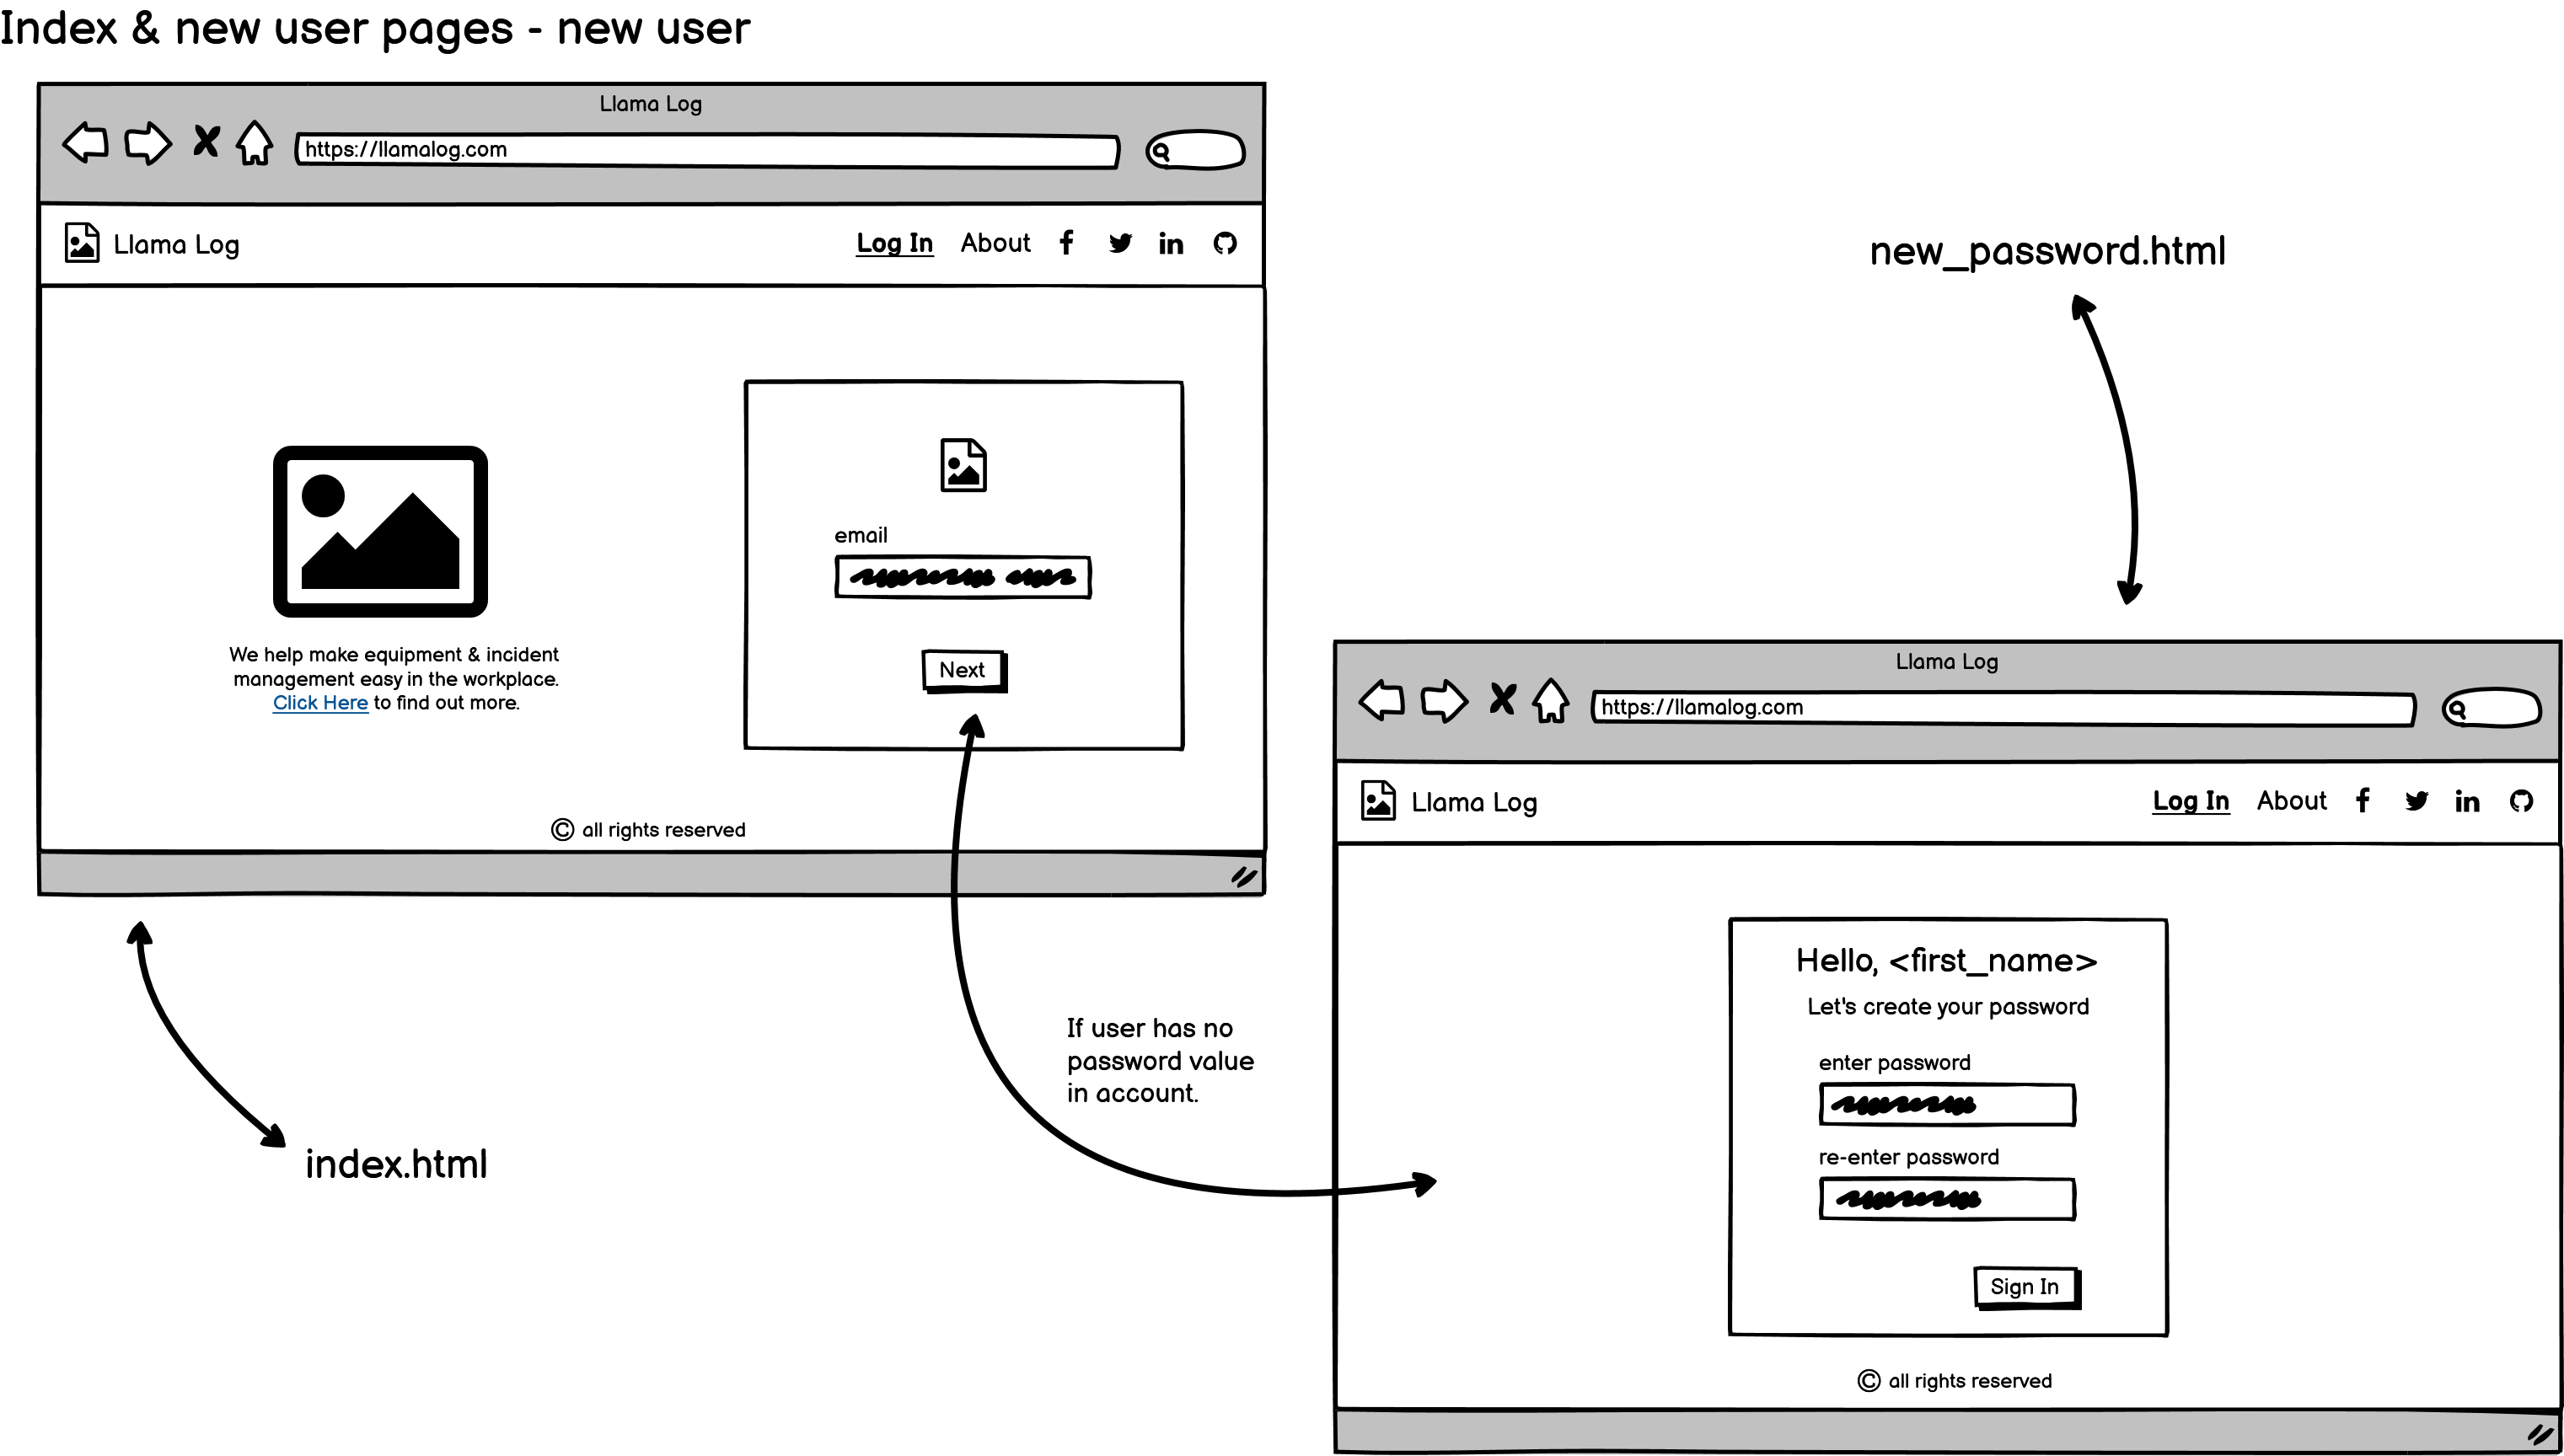 Index & new user pages - new user
Llama Log
https://llamalog.com
Llama Log
Log In About
email
Next
We help make equipment & incident
management easy in the workplace.
Click Here to find out more.
© all rights reserved
index.html
If user has no
password value
in account.
new_password.html
Llama Log
https://llamalog.com
Llama Log
Log In About
Hello, <first_name>
Let's create your password
enter password
re-enter password
Sign In
© all rights reserved